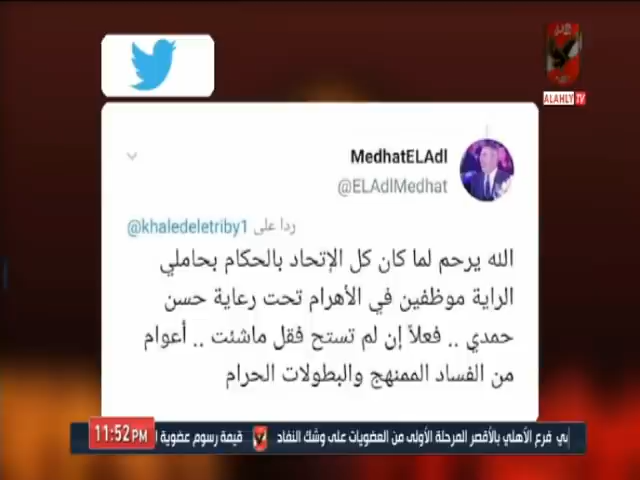 ALAHLY TV
MedhatELAdl
@ELAdlMedhat
ردا على khaledeletriby1@
الله يرحم لما كان كل الإتحاد بالحكام بحاملي
الراية موظفين في الأهرام تحت رعاية حسن
حمدي .. فعلاً إن لم تستح فقل ماشئت .. أعوام
من الفساد الممنهج والبطولات الحرام
11:52 PM
فرع الأهلي بالأقصر المرحلة الأولى من العضويات على وشك النفاد
قيمة رسوم عضوية